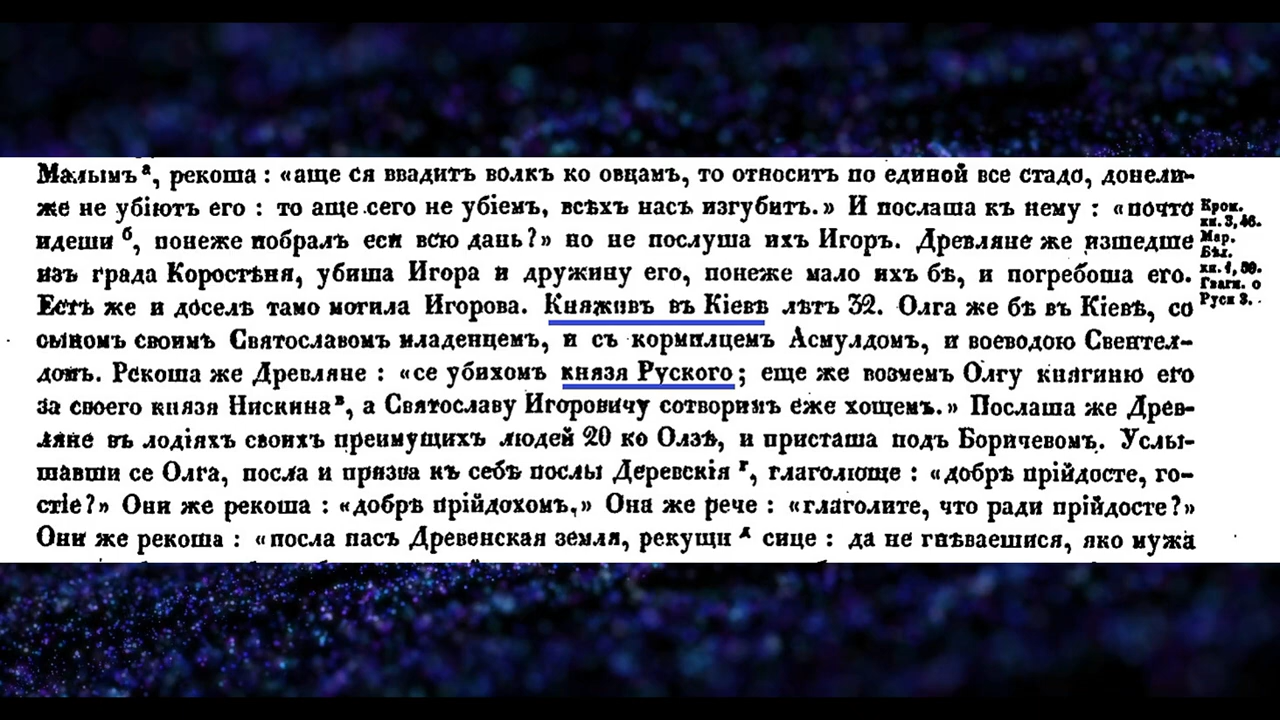 Малымъ ᵃ, рекоша : «аще ся ввадитъ волкъ ко овцамъ, то относитъ по единой все стадо, донели-
же не убіютъ его : то аще сего не убіемъ, всѣхъ насъ изгубитъ.» И послаша къ нему : «почто
идеши ᵇ, понеже побралъ еси всю дань?» но не послуша ихъ Игоръ. Древляне же изшедше
изъ града Коростѣня, убиша Игора и дружину его, понеже мало ихъ бѣ, и погребоша его.
Есть же и доселѣ тамо могила Игорова. Княживъ въ Кіевѣ лѣтъ 32. Олга же бѣ въ Кіевѣ, со
сыномъ своимъ Святославомъ младенцемъ, и съ кормилцемъ Асмулдомъ, и воеводою Свентел-
домъ. Рекоша же Древляне : «се убихомъ князя Руского; еще же возмемъ Олгу княгиню его
за своего князя Нискина ᵛ, а Святославу Игоровичу сотворимъ еже хощемъ.» Послаша же Древ-
ляне въ лодіяхъ своихъ преимущихъ людей 20 ко Олзѣ, и присташа подъ Боричевомъ. Услы-
шавши се Олга, посла и призва къ себѣ послы Деревскія ᴦ, глаголюще : «добрѣ прійдосте, го-
стіе?» Они же рекоша : «добрѣ прійдохомъ.» Она же рече : «глаголите, что ради прійдосте?»
Они же рекоша : «посла насъ Древенская земля, рекущи ᴬ сице : да не гнѣваешися, яко мужа
Крон.
кн. 3, 46.
Мар.
Бѣл.
кн. 1, 59.
Гвагн. о
Руси 3.